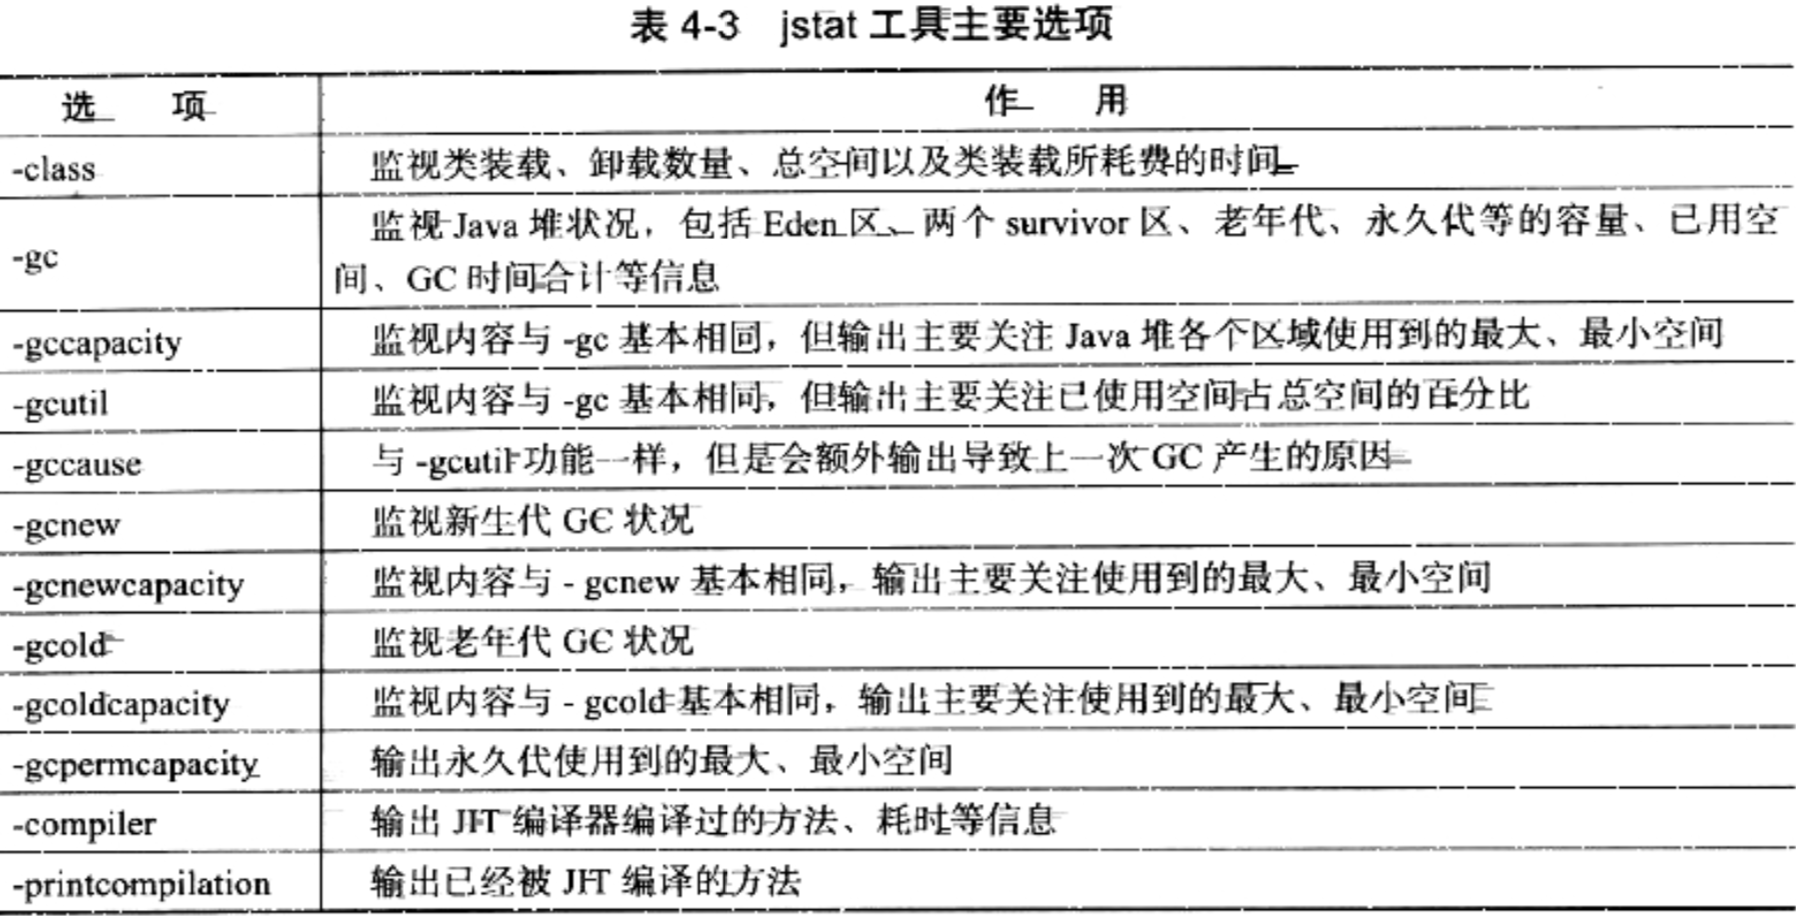 表 4-3 jstat 工具主要选项
选 项 作 用
-class 监视类装载、卸载数量、总空间以及类装载所耗费的时间
-gc 监视 Java 堆状况，包括 Eden 区、两个 survivor 区、老年代、永久代等的容量、已用空
间、GC 时间合计等信息
-gccapacity 监视内容与 -gc 基本相同，但输出主要关注 Java 堆各个区域使用到的最大、最小空间
-gcutil 监视内容与 -gc 基本相同，但输出主要关注已使用空间占总空间的百分比
-gccause 与 -gcutil 功能一样，但是会额外输出导致上一次 GC 产生的原因
-gcnew 监视新生代 GC 状况
-gcnewcapacity 监视内容与 - gcnew 基本相同，输出主要关注使用到的最大、最小空间
-gcold 监视老年代 GC 状况
-gcoldcapacity 监视内容与 - gcold 基本相同，输出主要关注使用到的最大、最小空间
-gcpermcapacity 输出永久代使用到的最大、最小空间
-compiler 输出 JIT 编译器编译过的方法、耗时等信息
-printcompilation 输出已经被 JIT 编译的方法